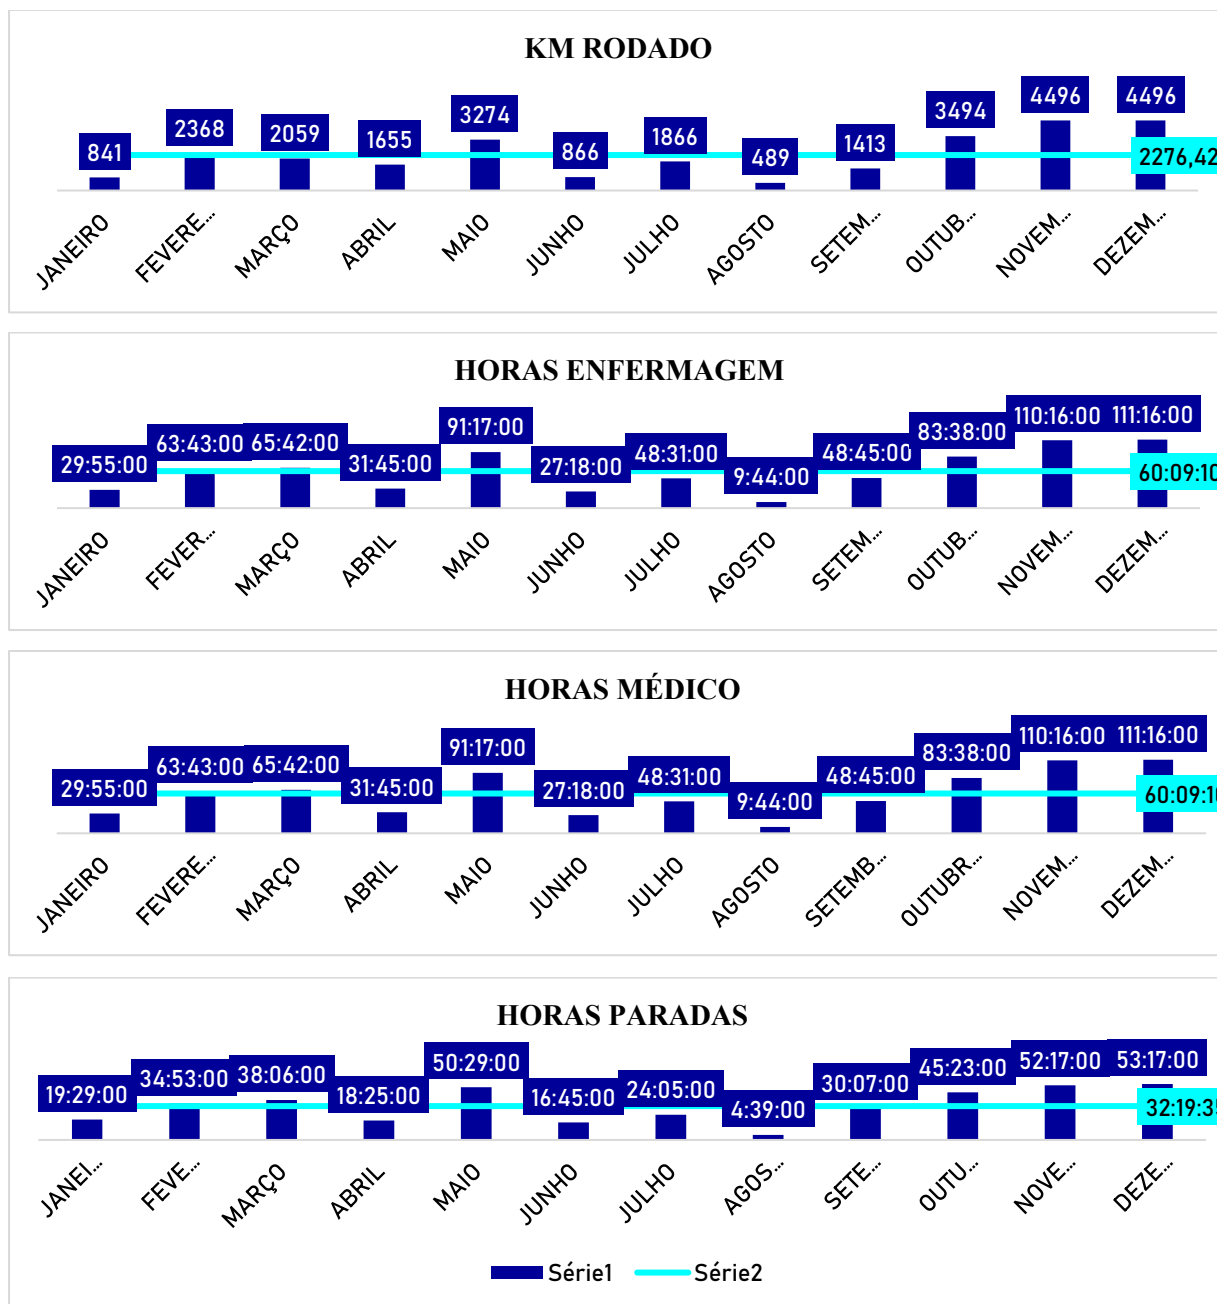 KM RODADO
841 2368 2059 1655 3274 866 1866 489 1413 3494 4496 4496
2276,42
JANEIRO FEVERE... MARÇO ABRIL MAIO JUNHO JULHO AGOSTO SETEM... OUTUB... NOVEM... DEZEM...
HORAS ENFERMAGEM
29:55:00 63:43:00 65:42:00 31:45:00 91:17:00 27:18:00 48:31:00 9:44:00 48:45:00 83:38:00 110:16:00 111:16:00
60:09:10
JANEIRO FEVER... MARÇO ABRIL MAIO JUNHO JULHO AGOSTO SETEM... OUTUB... NOVEM... DEZEM...
HORAS MÉDICO
29:55:00 63:43:00 65:42:00 31:45:00 91:17:00 27:18:00 48:31:00 9:44:00 48:45:00 83:38:00 110:16:00 111:16:00
60:09:10
JANEIRO FEVERE... MARÇO ABRIL MAIO JUNHO JULHO AGOSTO SETEMB... OUTUBR... NOVEM... DEZEM...
HORAS PARADAS
19:29:00 34:53:00 38:06:00 18:25:00 50:29:00 16:45:00 24:05:00 4:39:00 30:07:00 45:23:00 52:17:00 53:17:00
32:19:35
JANEI... FEVE... MARÇO ABRIL MAIO JUNHO JULHO AGOS... SETE... OUTU... NOVE... DEZE...
Série1 Série2